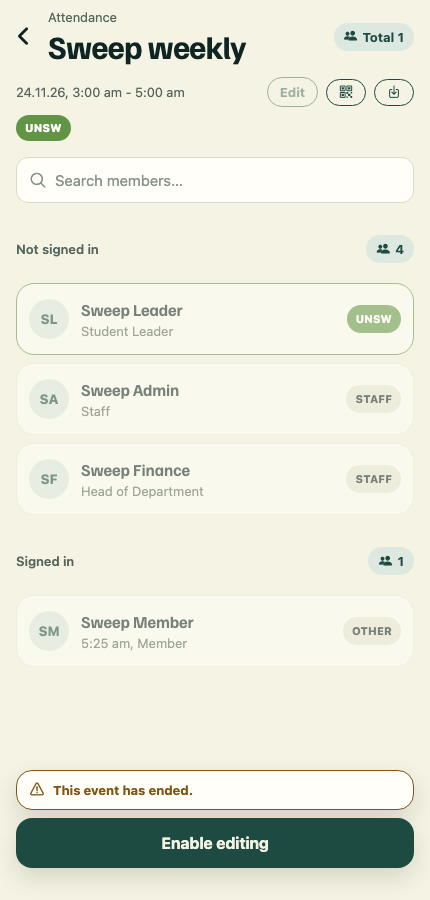 Attendance
Sweep weekly
Total 1
24.11.26, 3:00 am - 5:00 am
Edit
UNSW
Search members...
Not signed in
4
SL
Sweep Leader
Student Leader
UNSW
SA
Sweep Admin
Staff
STAFF
SF
Sweep Finance
Head of Department
STAFF
Signed in
1
SM
Sweep Member
5:25 am, Member
OTHER
This event has ended.
Enable editing